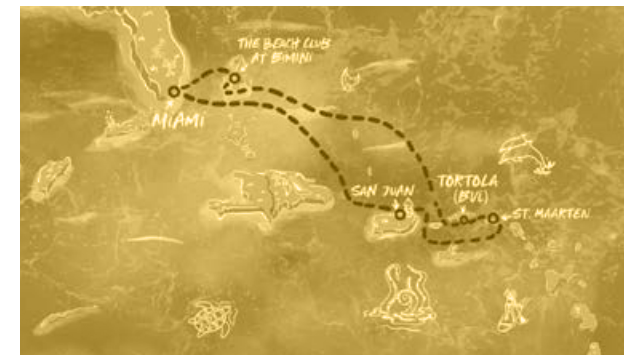 THE BEACH CLUB
AT BIMINI
MIAMI
SAN JUAN
TORTOLA
(BVI)
ST. MAARTEN